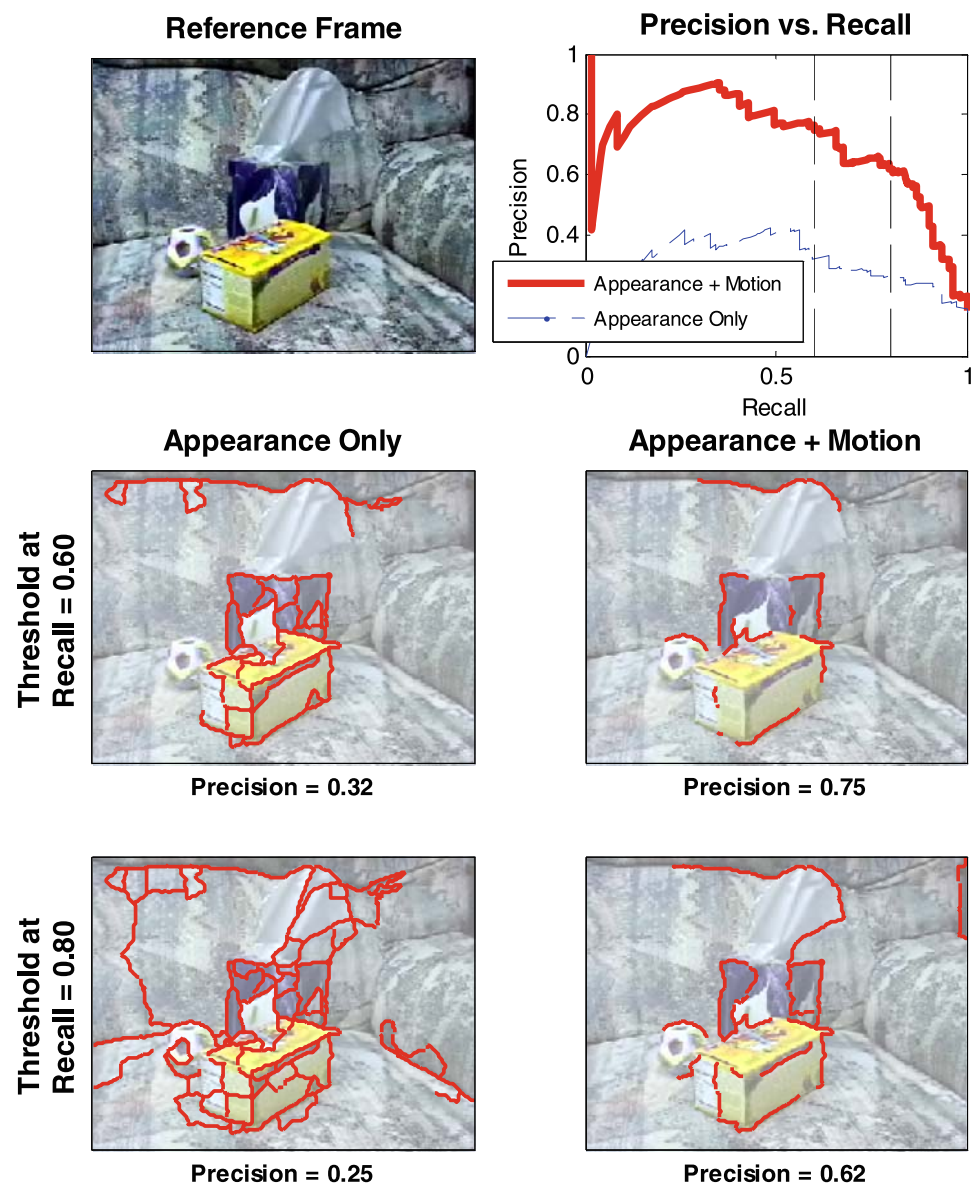 Reference Frame
Precision vs. Recall
1
0.8
0.6
0.4
0
Precision
Appearance + Motion
Appearance Only
0
0.5
1
Recall
Appearance Only
Appearance + Motion
Threshold at
Recall = 0.60
Precision = 0.32
Precision = 0.75
Threshold at
Recall = 0.80
Precision = 0.25
Precision = 0.62